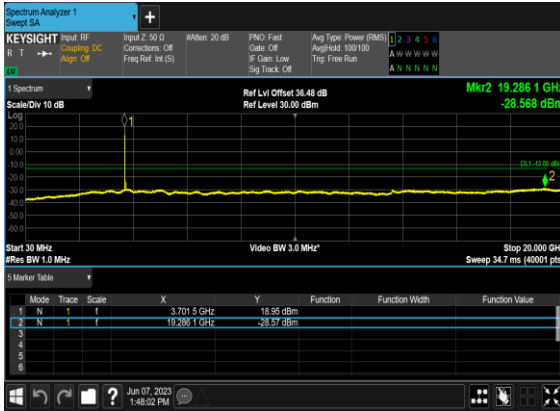 Spectrum Analyzer 1
Swept SA
+
KEYSIGHT Input: RF Input Z: 50 Ω #Atten: 20 dB PNO: Fast Avg Type: Power (RMS) 1 2 3 4 5 6
R T Coupling: DC Corrections: Off Gate: Off Avg|Hold: 100/100 A W W W W W
Align: Off Freq Ref: Int (S) IF Gain: Low Trig: Free Run
Sig Track: Off A N N N N N
1 Spectrum
Ref Lvl Offset 36.48 dB Mkr2 19.286 1 GHz
Scale/Div 10 dB Ref Level 30.00 dBm -28.568 dBm
Log
20.0
10.0
0.00
-10.0
-20.0
-30.0
-40.0
-50.0
-60.0
1
DL1 -13.00 dBm
2
Start 30 MHz Video BW 3.0 MHz* Stop 20.000 GHz
#Res BW 1.0 MHz Sweep 34.7 ms (40001 pts)
5 Marker Table
Mode Trace Scale X Y Function Function Width Function Value
1 N 1 f 3.701 5 GHz 18.95 dBm
2 N 1 f 19.286 1 GHz -28.57 dBm
3
4
5
6
? Jun 07, 2023
1:48:02 PM